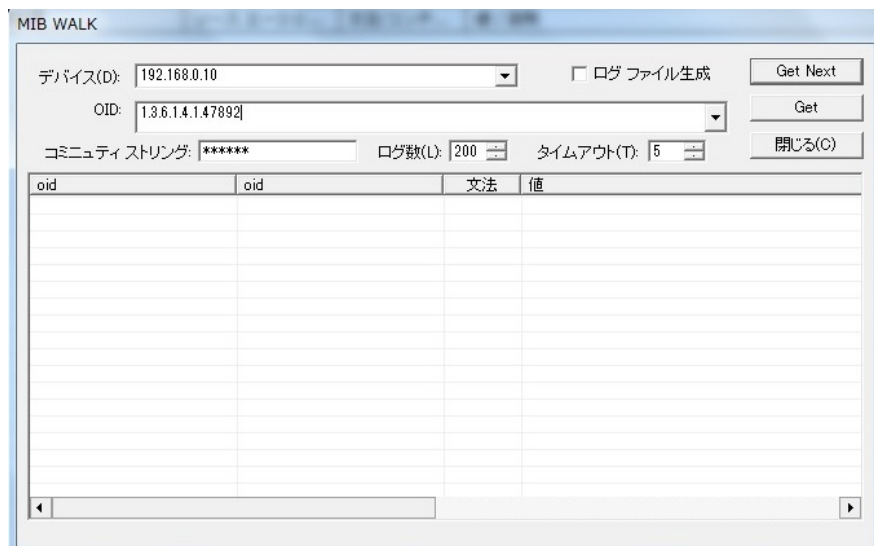 MIB WALK
デバイス(D): 192.168.0.10 ログ ファイル生成 Get Next
OID: 1.3.6.1.4.1.47892 Get
コミニュティ ストリング: ****** ログ数(L): 200 タイムアウト(T): 5 閉じる(C)
oid oid 文法 値